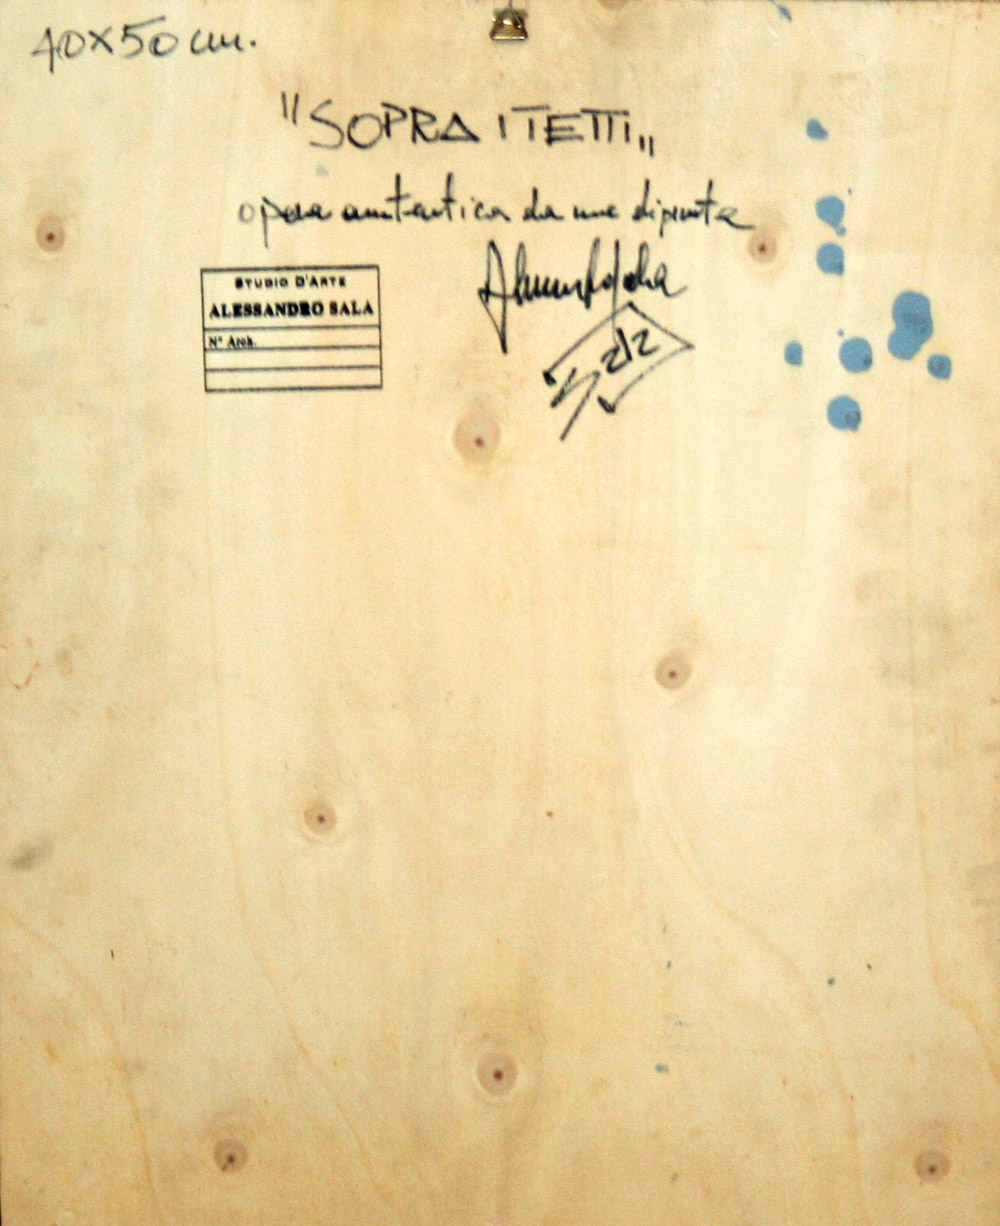 40x50 cm.
"SOPRA I TETTI"
opera autentica da me dipinta
STUDIO D'ARTE
ALESSANDRO SALA
N° Arch.